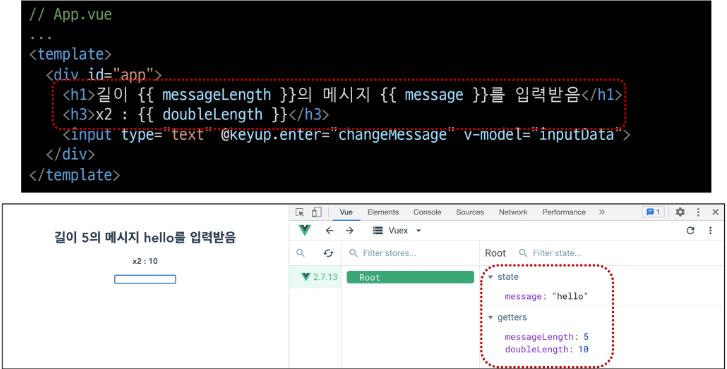 // App.vue
...
<template>
<div id="app">
<h1>길이 {{ messageLength }}의 메시지 {{ message }}를 입력받음</h1>
<h3>x2 : {{ doubleLength }}</h3>
<input type="text" @keyup.enter="changeMessage" v-model="inputData">
</div>
</template>
Vue Elements Console Sources Network Performance » 1
Vuex
Filter stores... Root Filter state...
길이 5의 메시지 hello를 입력받음
x2 : 10
2.7.13 Root
state
message: "hello"
getters
messageLength: 5
doubleLength: 10